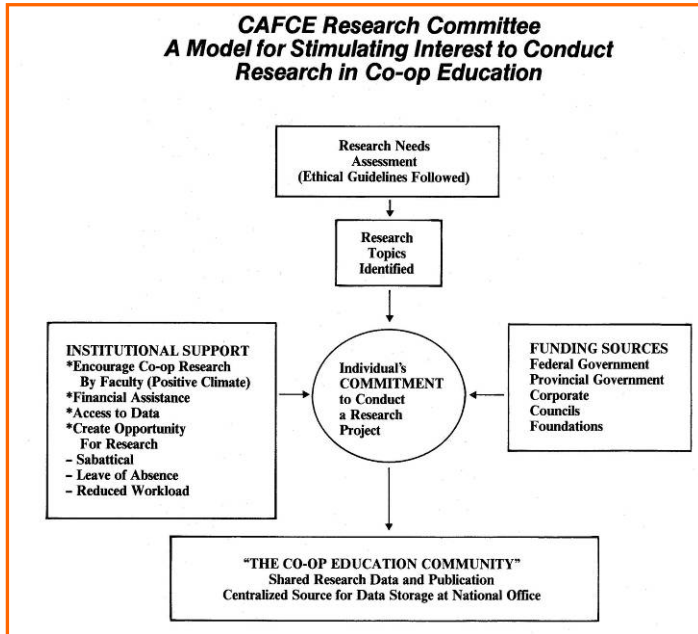 CAFCE Research Committee
A Model for Stimulating Interest to Conduct
Research in Co-op Education
Research Needs
Assessment
(Ethical Guidelines Followed)
Research
Topics
Identified
INSTITUTIONAL SUPPORT
*Encourage Co-op Research
By Faculty (Positive Climate)
*Financial Assistance
*Access to Data
*Create Opportunity
For Research
– Sabattical
– Leave of Absence
– Reduced Workload
Individual's
COMMITMENT
to Conduct
a Research
Project
FUNDING SOURCES
Federal Government
Provincial Government
Corporate
Councils
Foundations
"THE CO-OP EDUCATION COMMUNITY"
Shared Research Data and Publication
Centralized Source for Data Storage at National Office